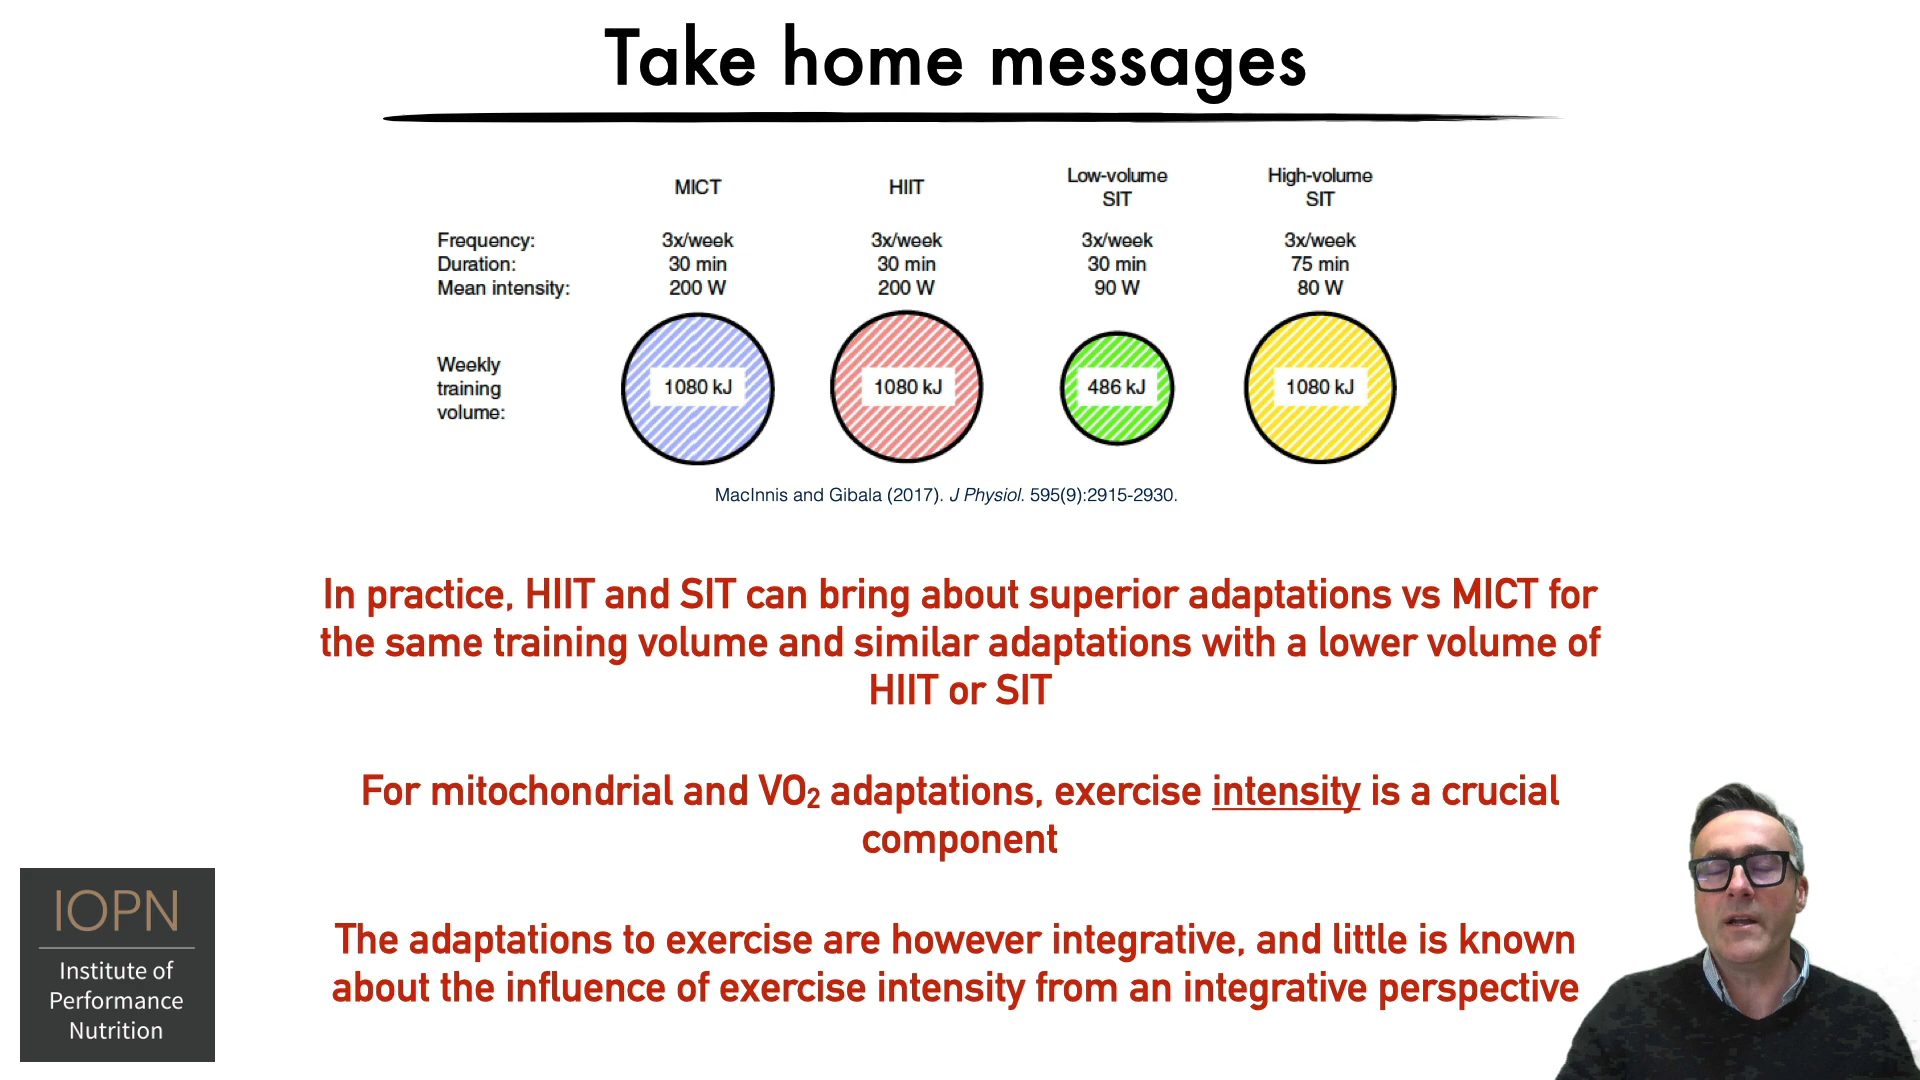 Take home messages
MICT
HIIT
Low-volume
SIT
High-volume
SIT
Frequency:
3x/week
3x/week
3x/week
3x/week
Duration:
30 min
30 min
30 min
75 min
Mean intensity:
200 W
200 W
90 W
80 W
Weekly
training
volume:
1080 kJ
1080 kJ
486 kJ
1080 kJ
MacInnis and Gibala (2017). J Physiol. 595(9):2915-2930.
In practice, HIIT and SIT can bring about superior adaptations vs MICT for
the same training volume and similar adaptations with a lower volume of
HIIT or SIT
For mitochondrial and VO₂ adaptations, exercise intensity is a crucial
component
The adaptations to exercise are however integrative, and little is known
about the influence of exercise intensity from an integrative perspective
IOPN
Institute of
Performance
Nutrition